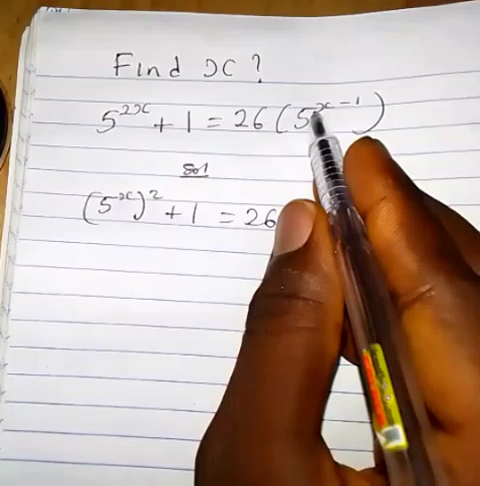 Find x ?
5^{2x} + 1 = 26 ( 5^{x-1} )
Sol
(5^{x})^{2} + 1 = 26